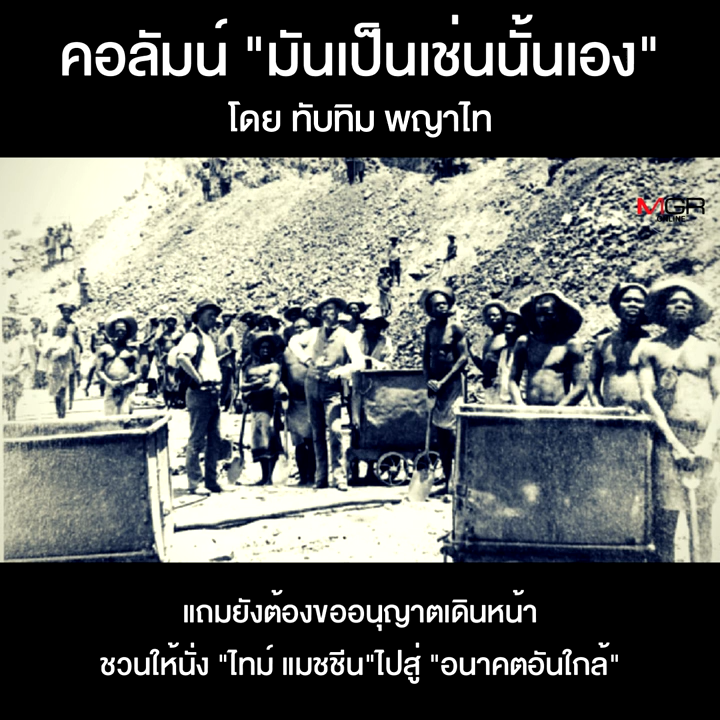 คอลัมน์ "มันเป็นเช่นนั้นเอง"
โดย ทับทิม พญาไท
MGR
ONLINE
แถมยังต้องขออนุญาตเดินหน้า
ชวนให้นั่ง "ไทม์ แมชชีน"ไปสู่ "อนาคตอันใกล้"